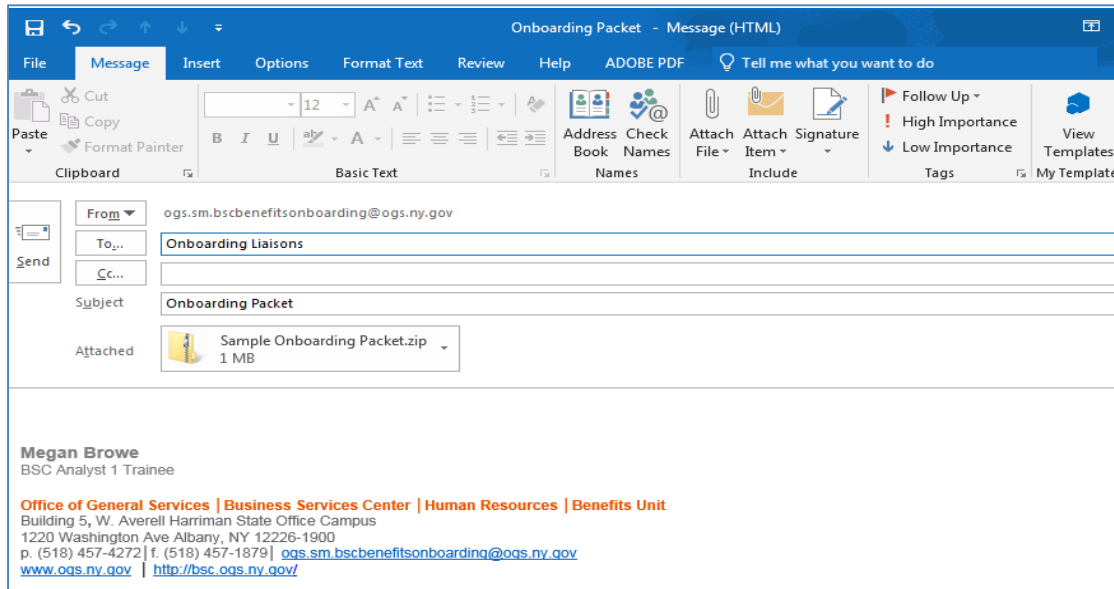 Onboarding Packet - Message (HTML)
File Message Insert Options Format Text Review Help ADOBE PDF Tell me what you want to do
Cut
Copy
Format Painter
Paste
Clipboard
12
B I U
A
Basic Text
Address Book
Check Names
Names
Attach File
Attach Item
Signature
Include
Follow Up
High Importance
Low Importance
Tags
View Templates
My Template
Send
From ogs.sm.bscbenefitsonboarding@ogs.ny.gov
To... Onboarding Liaisons
Cc...
Subject Onboarding Packet
Attached Sample Onboarding Packet.zip
1 MB
Megan Browe
BSC Analyst 1 Trainee
Office of General Services | Business Services Center | Human Resources | Benefits Unit
Building 5, W. Averell Harriman State Office Campus
1220 Washington Ave Albany, NY 12226-1900
p. (518) 457-4272| f. (518) 457-1879| ogs.sm.bscbenefitsonboarding@ogs.ny.gov
www.ogs.ny.gov | http://bsc.ogs.ny.gov/